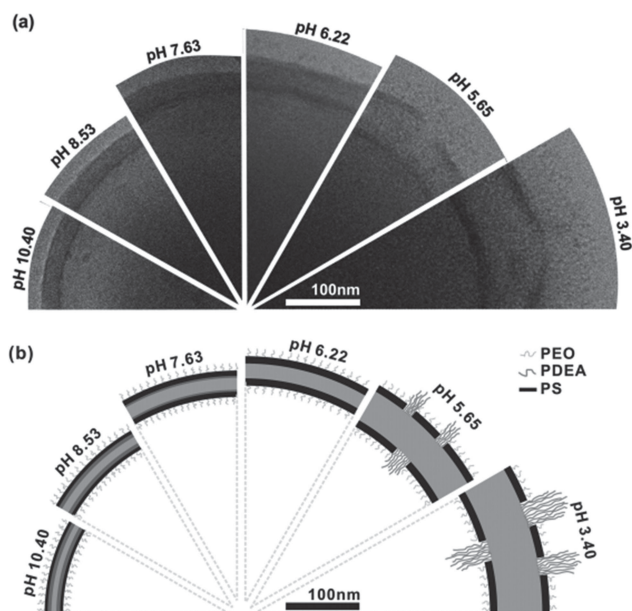 (a)
pH 10.40
pH 8.53
pH 7.63
pH 6.22
pH 5.65
pH 3.40
100nm
(b)
pH 10.40
pH 8.53
pH 7.63
pH 6.22
pH 5.65
pH 3.40
PEO
PDEA
PS
100nm